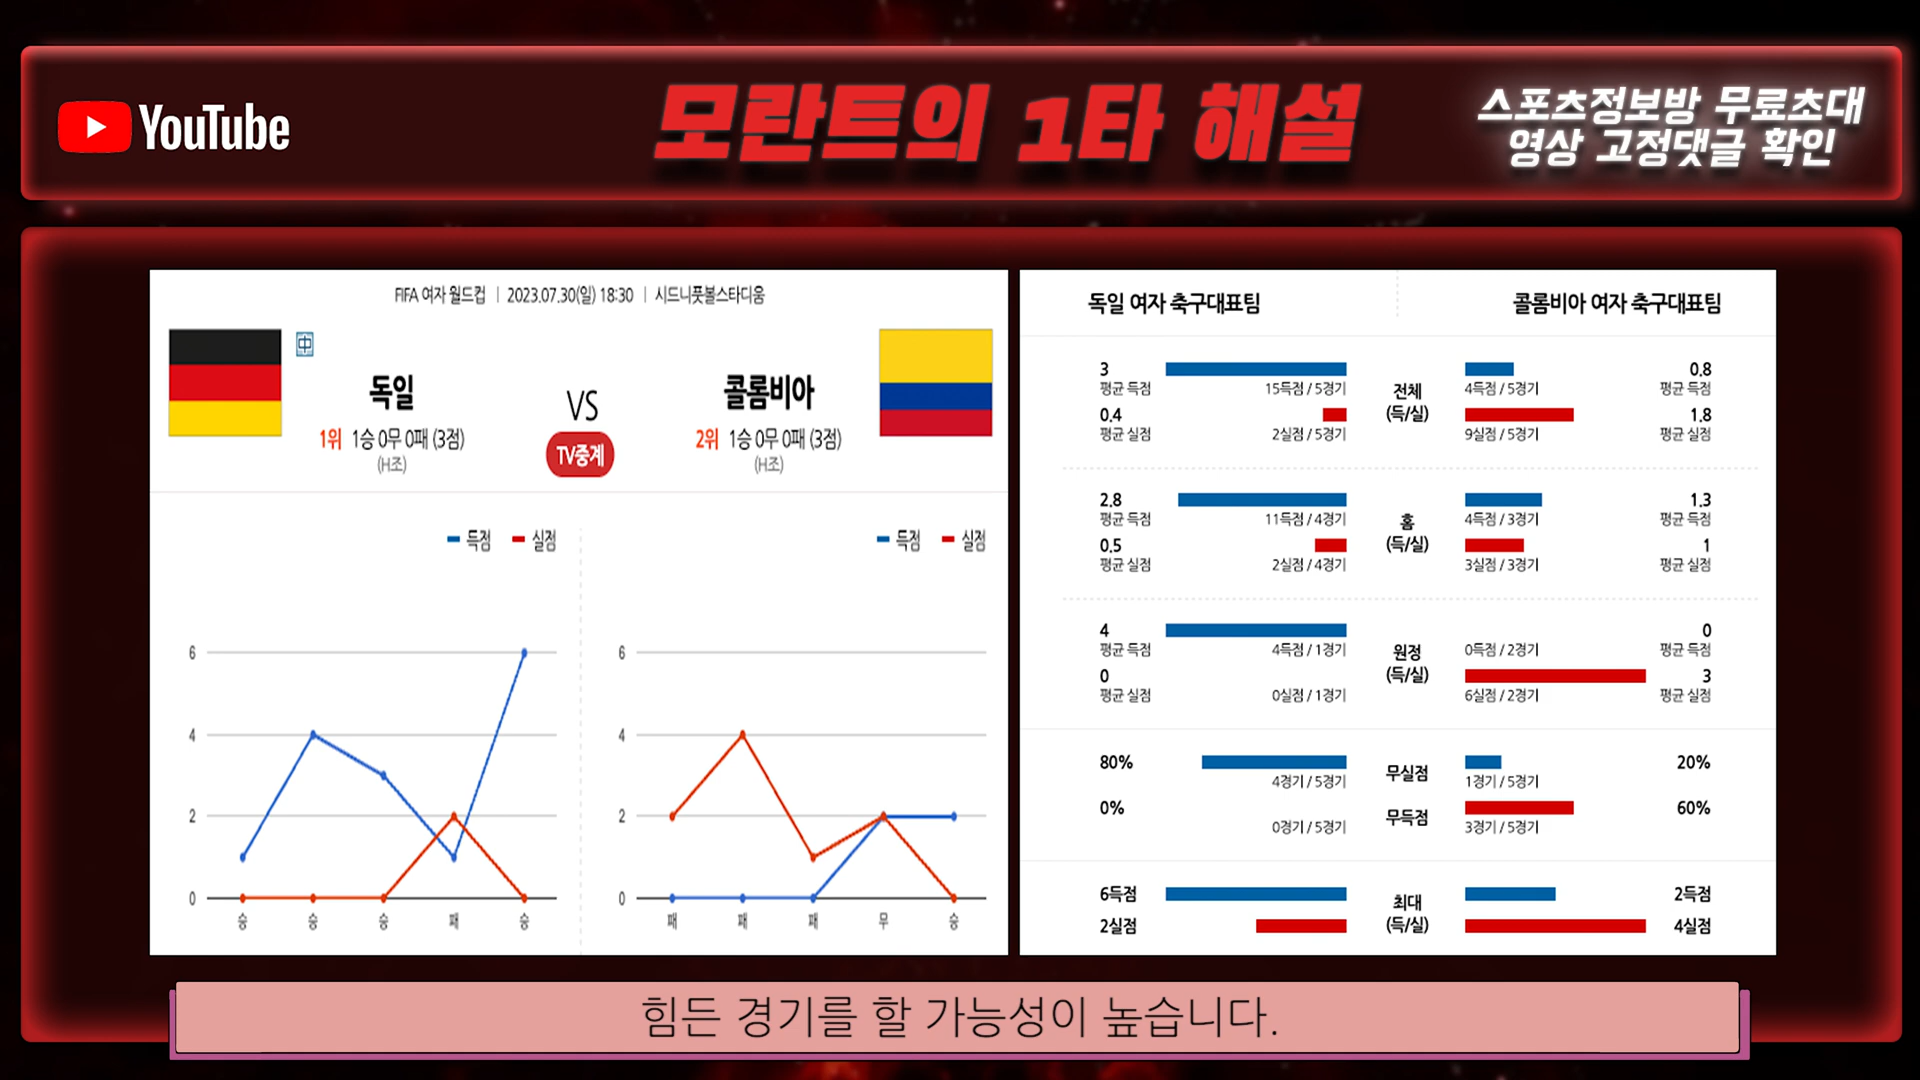 YouTube
모란트의 1타 해설
스포츠정보방 무료초대
영상 고정댓글 확인
FIFA 여자 월드컵 | 2023.07.30(일) 18:30 | 시드니풋볼스타디움
中
독일
1위 1승 0무 0패 (3점)
(H조)
VS
TV중계
콜롬비아
2위 1승 0무 0패 (3점)
(H조)
득점 실점
6
4
2
0
승 승 승 패 승
득점 실점
6
4
2
0
패 패 패 무 승
독일 여자 축구대표팀
콜롬비아 여자 축구대표팀
3
평균 득점 15득점 / 5경기
0.4
평균 실점 2실점 / 5경기
전체
(득/실)
0.8
4득점 / 5경기 평균 득점
1.8
9실점 / 5경기 평균 실점
2.8
평균 득점 11득점 / 4경기
0.5
평균 실점 2실점 / 4경기
홈
(득/실)
1.3
4득점 / 3경기 평균 득점
1
3실점 / 3경기 평균 실점
4
평균 득점 4득점 / 1경기
0
평균 실점 0실점 / 1경기
원정
(득/실)
0
0득점 / 2경기 평균 득점
3
6실점 / 2경기 평균 실점
80%
4경기 / 5경기
무실점
20%
1경기 / 5경기
0%
0경기 / 5경기
무득점
60%
3경기 / 5경기
6득점
2실점
최대
(득/실)
2득점
4실점
힘든 경기를 할 가능성이 높습니다.